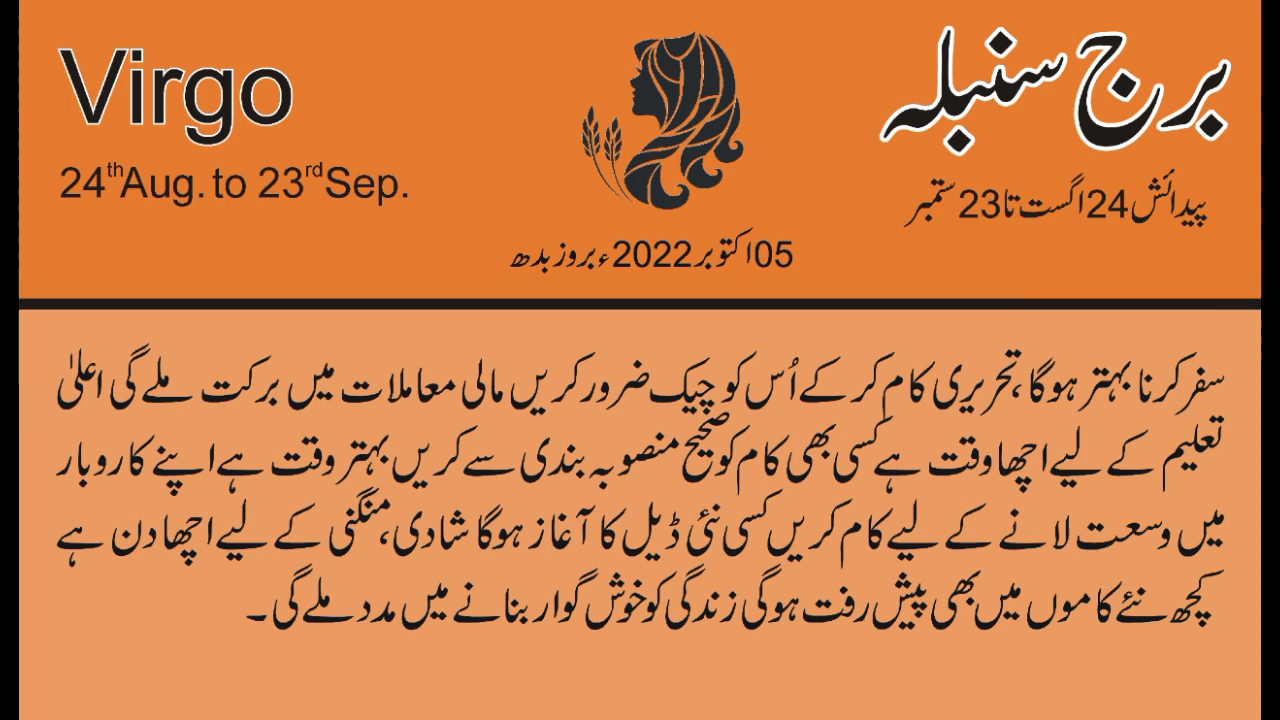 Virgo
برج سنبلہ
24th Aug. to 23rd Sep.
پیدائش 24 اگست تا 23 ستمبر
05 اکتوبر 2022ء بروز بدھ
سفر کرنا بہتر ہوگا، تحریری کام کر کے اُس کو چیک ضرور کریں مالی معاملات میں برکت ملے گی اعلیٰ
تعلیم کے لیے اچھا وقت ہے کسی بھی کام کو صحیح منصوبہ بندی سے کریں بہتر وقت ہے اپنے کاروبار
میں وسعت لانے کے لیے کام کریں کسی نئی ڈیل کا آغاز ہوگا شادی، منگنی کے لیے اچھا دن ہے
کچھ نئے کاموں میں بھی پیش رفت ہوگی زندگی کو خوش گوار بنانے میں مدد ملے گی۔